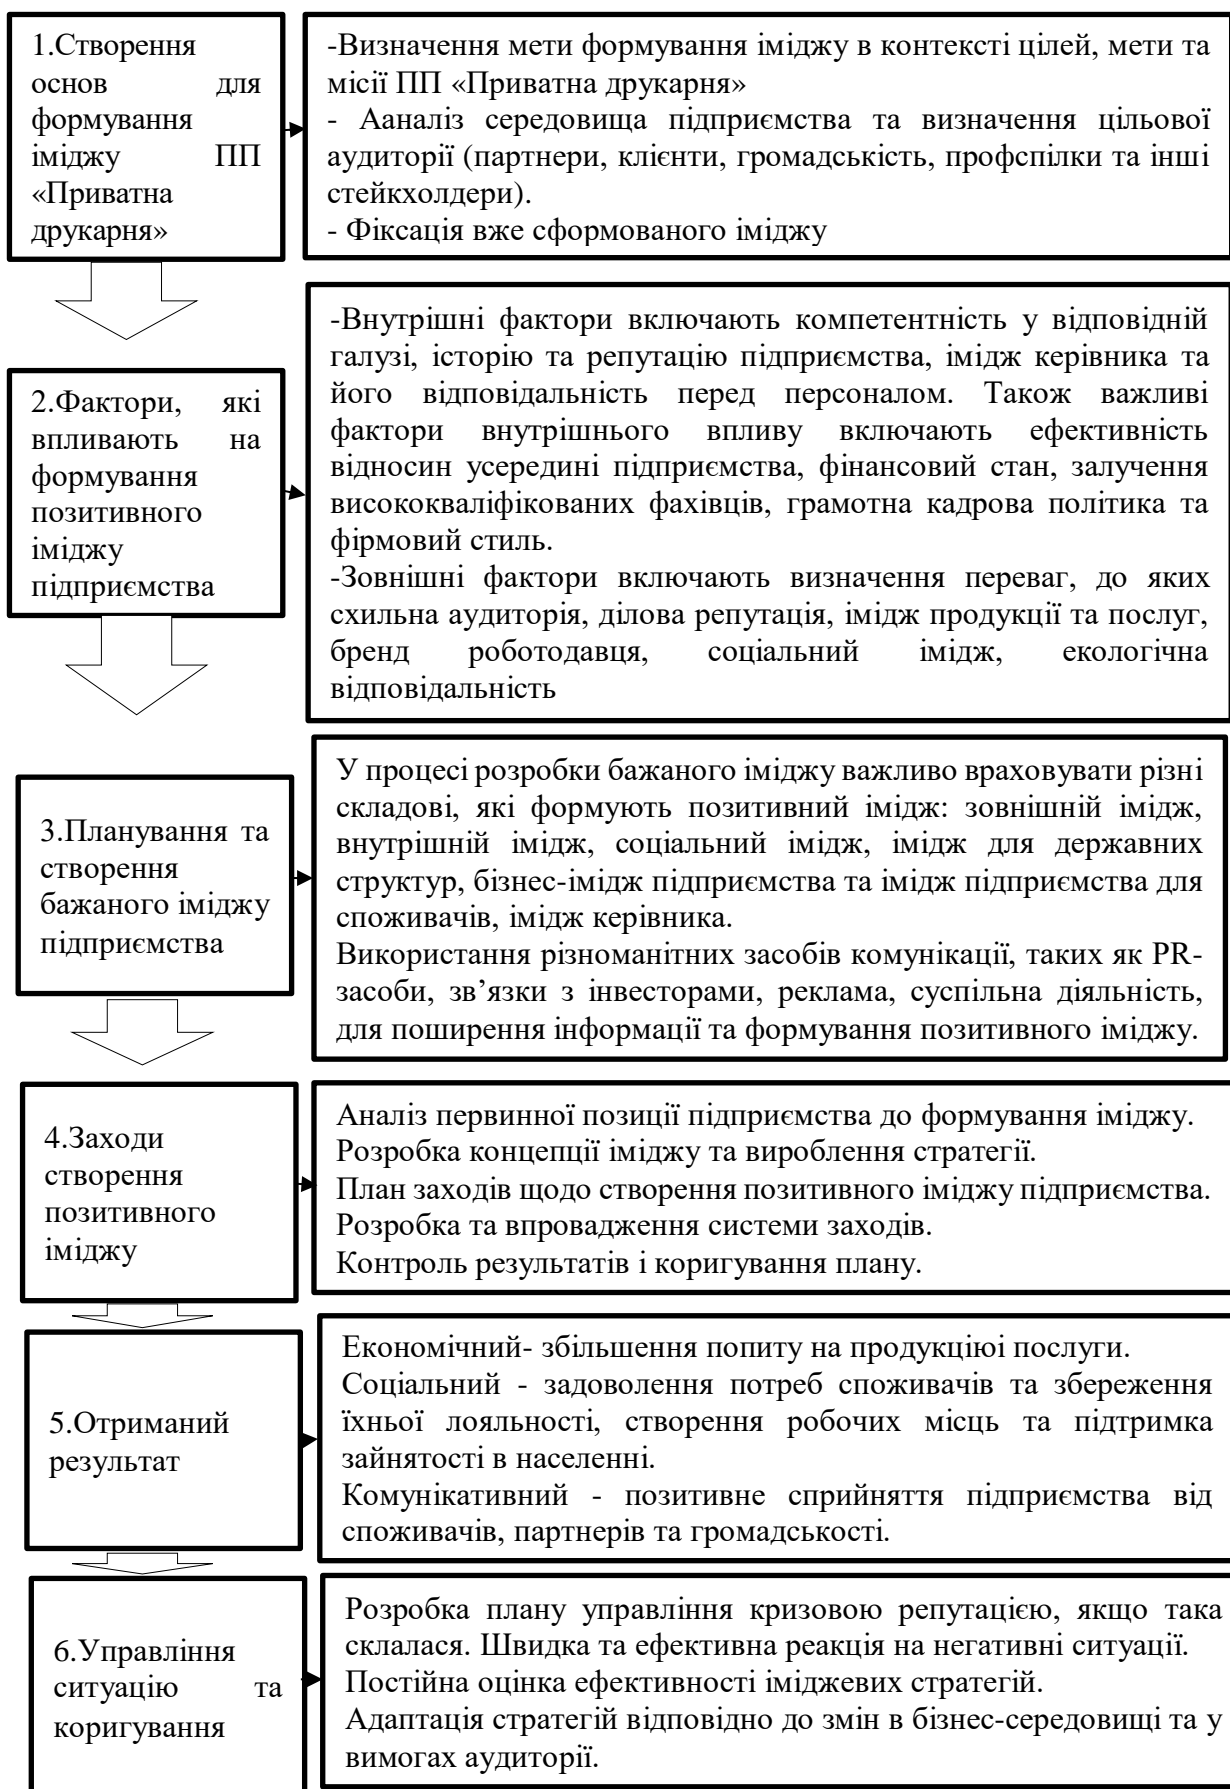 1.Створення
основ для
формування
іміджу ПП
«Приватна
друкарня»
-Визначення мети формування іміджу в контексті цілей, мети та
місії ПП «Приватна друкарня»
- Ааналіз середовища підприємства та визначення цільової
аудиторії (партнери, клієнти, громадськість, профспілки та інші
стейкхолдери).
- Фіксація вже сформованого іміджу
2.Фактори, які
впливають на
формування
позитивного
іміджу
підприємства
-Внутрішні фактори включають компетентність у відповідній
галузі, історію та репутацію підприємства, імідж керівника та
його відповідальність перед персоналом. Також важливі
фактори внутрішнього впливу включають ефективність
відносин усередині підприємства, фінансовий стан, залучення
висококваліфікованих фахівців, грамотна кадрова політика та
фірмовий стиль.
-Зовнішні фактори включають визначення переваг, до яких
схильна аудиторія, ділова репутація, імідж продукції та послуг,
бренд роботодавця, соціальний імідж, екологічна
відповідальність
3.Планування та
створення
бажаного іміджу
підприємства
У процесі розробки бажаного іміджу важливо враховувати різні
складові, які формують позитивний імідж: зовнішній імідж,
внутрішній імідж, соціальний імідж, імідж для державних
структур, бізнес-імідж підприємства та імідж підприємства для
споживачів, імідж керівника.
Використання різноманітних засобів комунікації, таких як PR-
засоби, зв’язки з інвесторами, реклама, суспільна діяльність,
для поширення інформації та формування позитивного іміджу.
4.Заходи
створення
позитивного
іміджу
Аналіз первинної позиції підприємства до формування іміджу.
Розробка концепції іміджу та вироблення стратегії.
План заходів щодо створення позитивного іміджу підприємства.
Розробка та впровадження системи заходів.
Контроль результатів і коригування плану.
5.Отриманий
результат
Економічний- збільшення попиту на продукціюі послуги.
Соціальний - задоволення потреб споживачів та збереження
їхньої лояльності, створення робочих місць та підтримка
зайнятості в населенні.
Комунікативний - позитивне сприйняття підприємства від
споживачів, партнерів та громадськості.
6.Управління
ситуацію та
коригування
Розробка плану управління кризовою репутацією, якщо така
склалася. Швидка та ефективна реакція на негативні ситуації.
Постійна оцінка ефективності іміджевих стратегій.
Адаптація стратегій відповідно до змін в бізнес-середовищі та у
вимогах аудиторії.